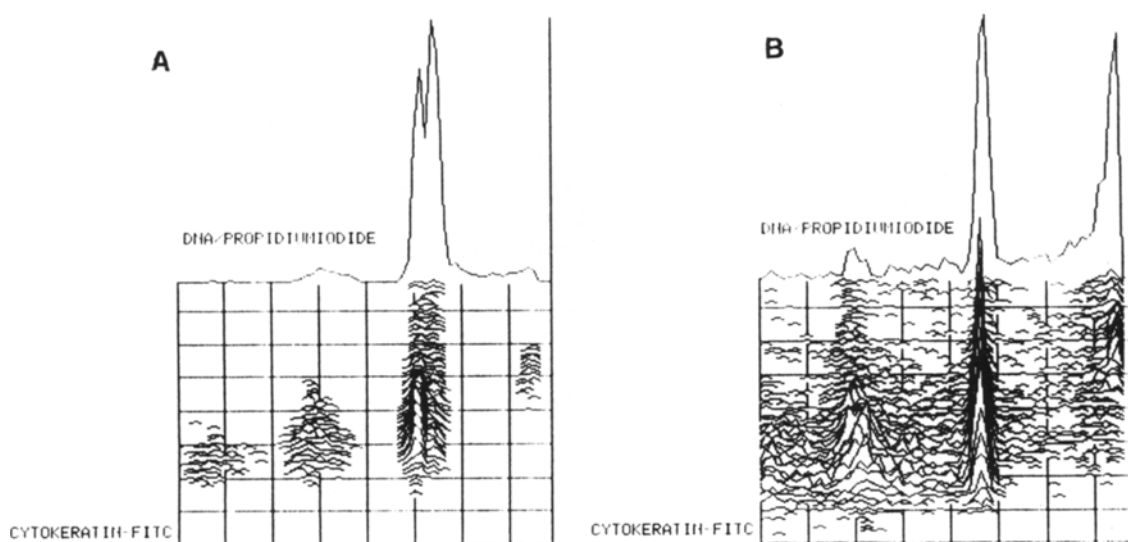 A
DNA/PROPIDIUMIODIDE
CYTOKERATIN-FITC
B
DNA-PROPIDIUMIODIDE
CYTOKERATIN-FITC